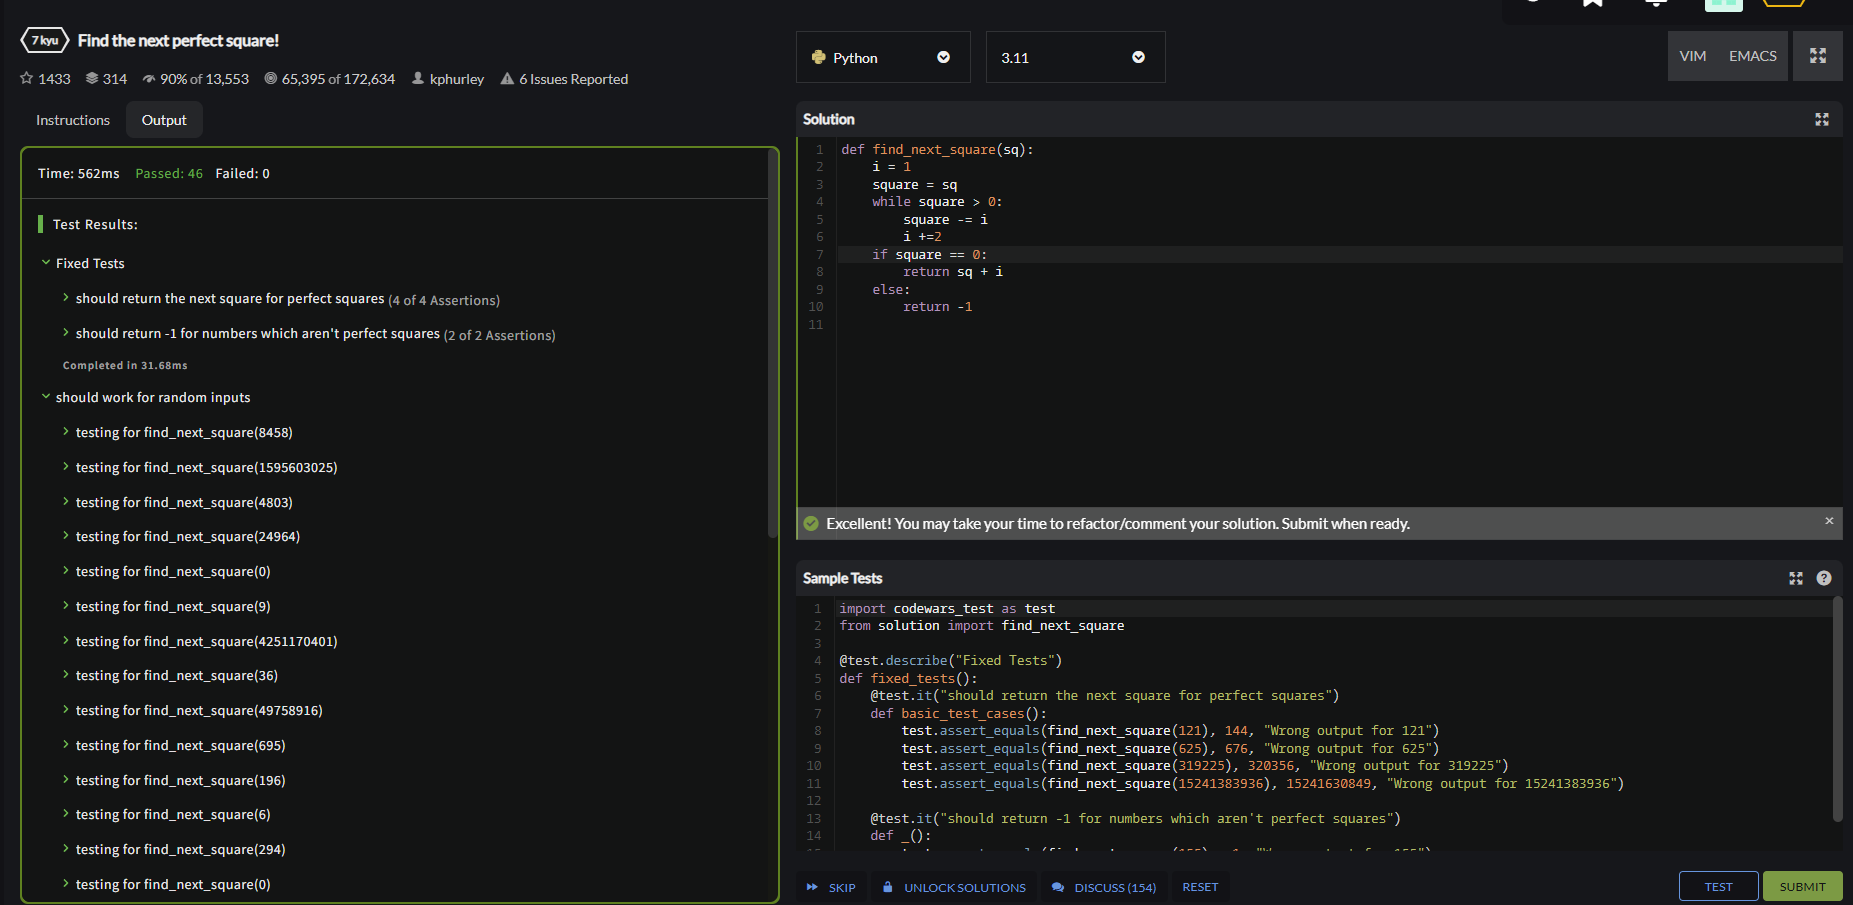 7 kyu Find the next perfect square!
1433 314 90% of 13,553 65,395 of 172,634 kphurley 6 Issues Reported
Instructions Output
Time: 562ms Passed: 46 Failed: 0
Test Results:
Fixed Tests
should return the next square for perfect squares (4 of 4 Assertions)
should return -1 for numbers which aren't perfect squares (2 of 2 Assertions)
Completed in 31.68ms
should work for random inputs
testing for find_next_square(8458)
testing for find_next_square(1595603025)
testing for find_next_square(4803)
testing for find_next_square(24964)
testing for find_next_square(0)
testing for find_next_square(9)
testing for find_next_square(4251170401)
testing for find_next_square(36)
testing for find_next_square(49758916)
testing for find_next_square(695)
testing for find_next_square(196)
testing for find_next_square(6)
testing for find_next_square(294)
testing for find_next_square(0)
Python 3.11 VIM EMACS
Solution
1 def find_next_square(sq):
2 i = 1
3 square = sq
4 while square > 0:
5 square -= i
6 i +=2
7 if square == 0:
8 return sq + i
9 else:
10 return -1
11
Excellent! You may take your time to refactor/comment your solution. Submit when ready.
Sample Tests
1 import codewars_test as test
2 from solution import find_next_square
3
4 @test.describe("Fixed Tests")
5 def fixed_tests():
6 @test.it("should return the next square for perfect squares")
7 def basic_test_cases():
8 test.assert_equals(find_next_square(121), 144, "Wrong output for 121")
9 test.assert_equals(find_next_square(625), 676, "Wrong output for 625")
10 test.assert_equals(find_next_square(319225), 320356, "Wrong output for 319225")
11 test.assert_equals(find_next_square(15241383936), 15241630849, "Wrong output for 15241383936")
12
13 @test.it("should return -1 for numbers which aren't perfect squares")
14 def _():
SKIP UNLOCK SOLUTIONS DISCUSS (154) RESET TEST SUBMIT